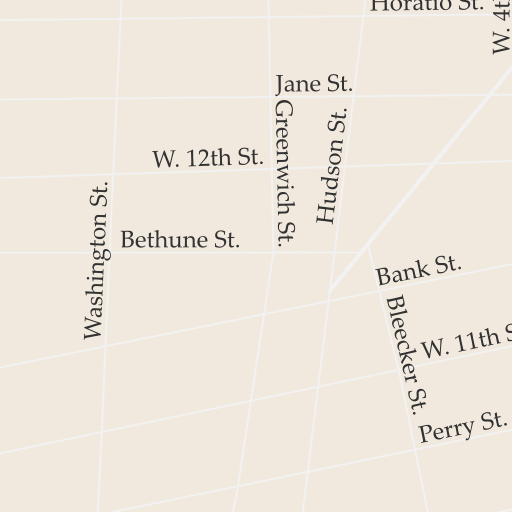 Horatio St.
W. 4t
Jane St.
Greenwich St.
Hudson St.
W. 12th St.
Washington St.
Bethune St.
Bank St.
Bleecker St.
W. 11th S
Perry St.